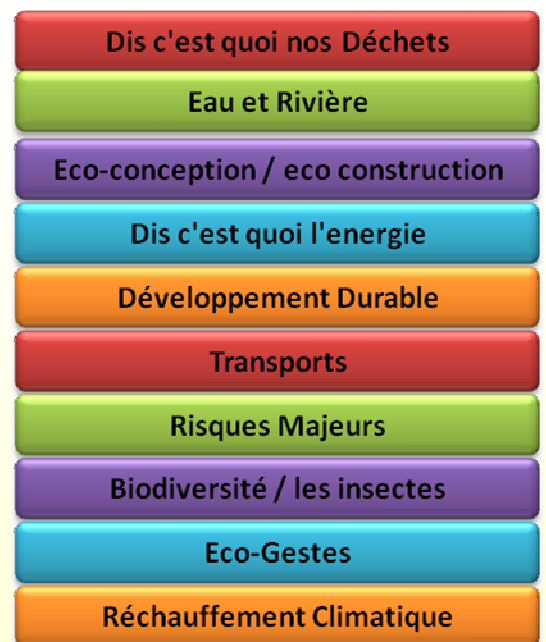 Dis c'est quoi nos Déchets
Eau et Rivière
Eco-conception / eco construction
Dis c'est quoi l'energie
Développement Durable
Transports
Risques Majeurs
Biodiversité / les insectes
Eco-Gestes
Réchauffement Climatique